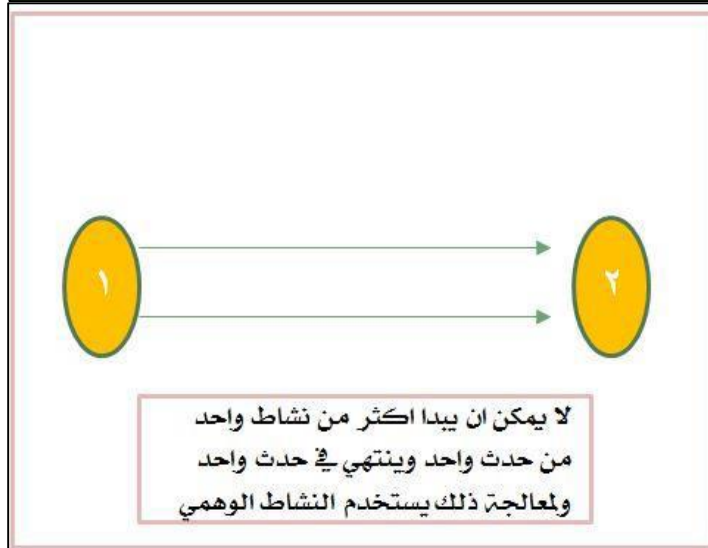 ١
٢
لا يمكن ان يبدا اكثر من نشاط واحد
من حدث واحد وينتهي في حدث واحد
ولمعالجة ذلك يستخدم النشاط الوهمي